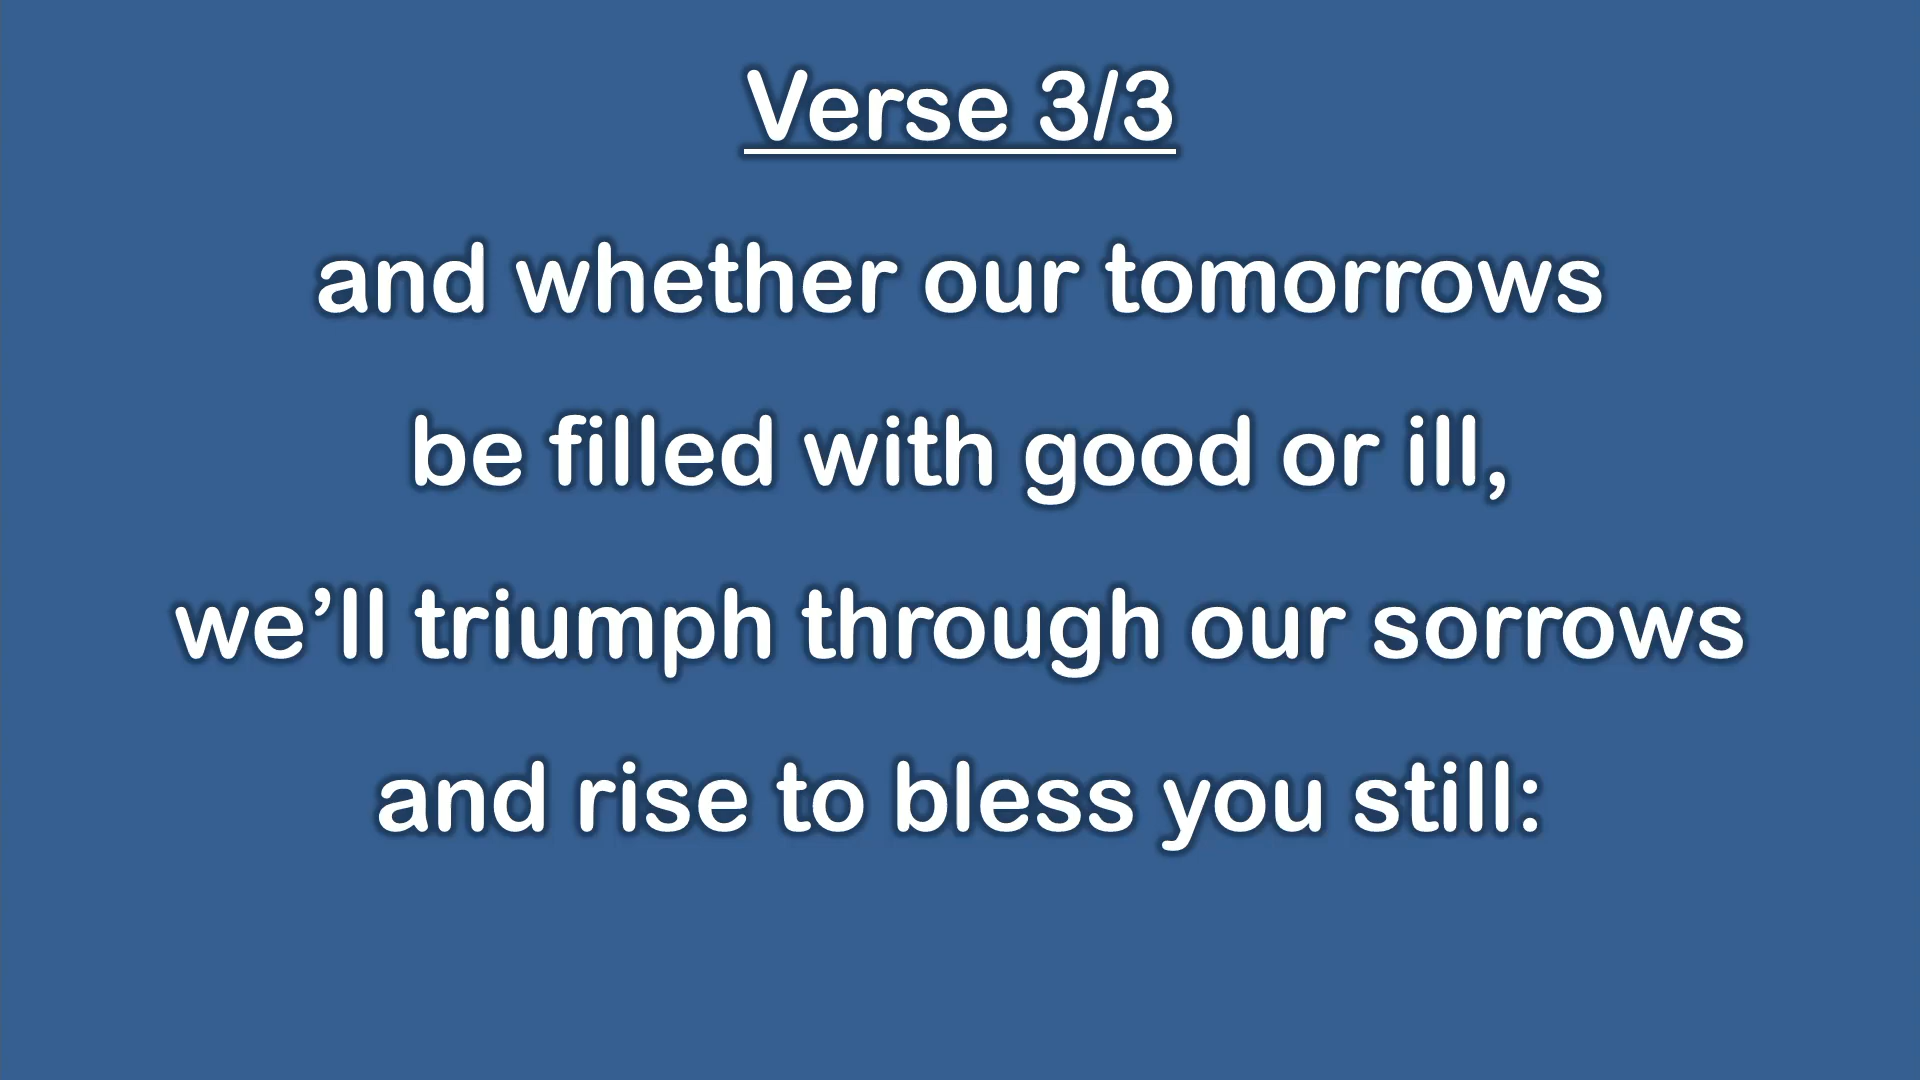 Verse 3/3
and whether our tomorrows
be filled with good or ill,
we’ll triumph through our sorrows
and rise to bless you still: